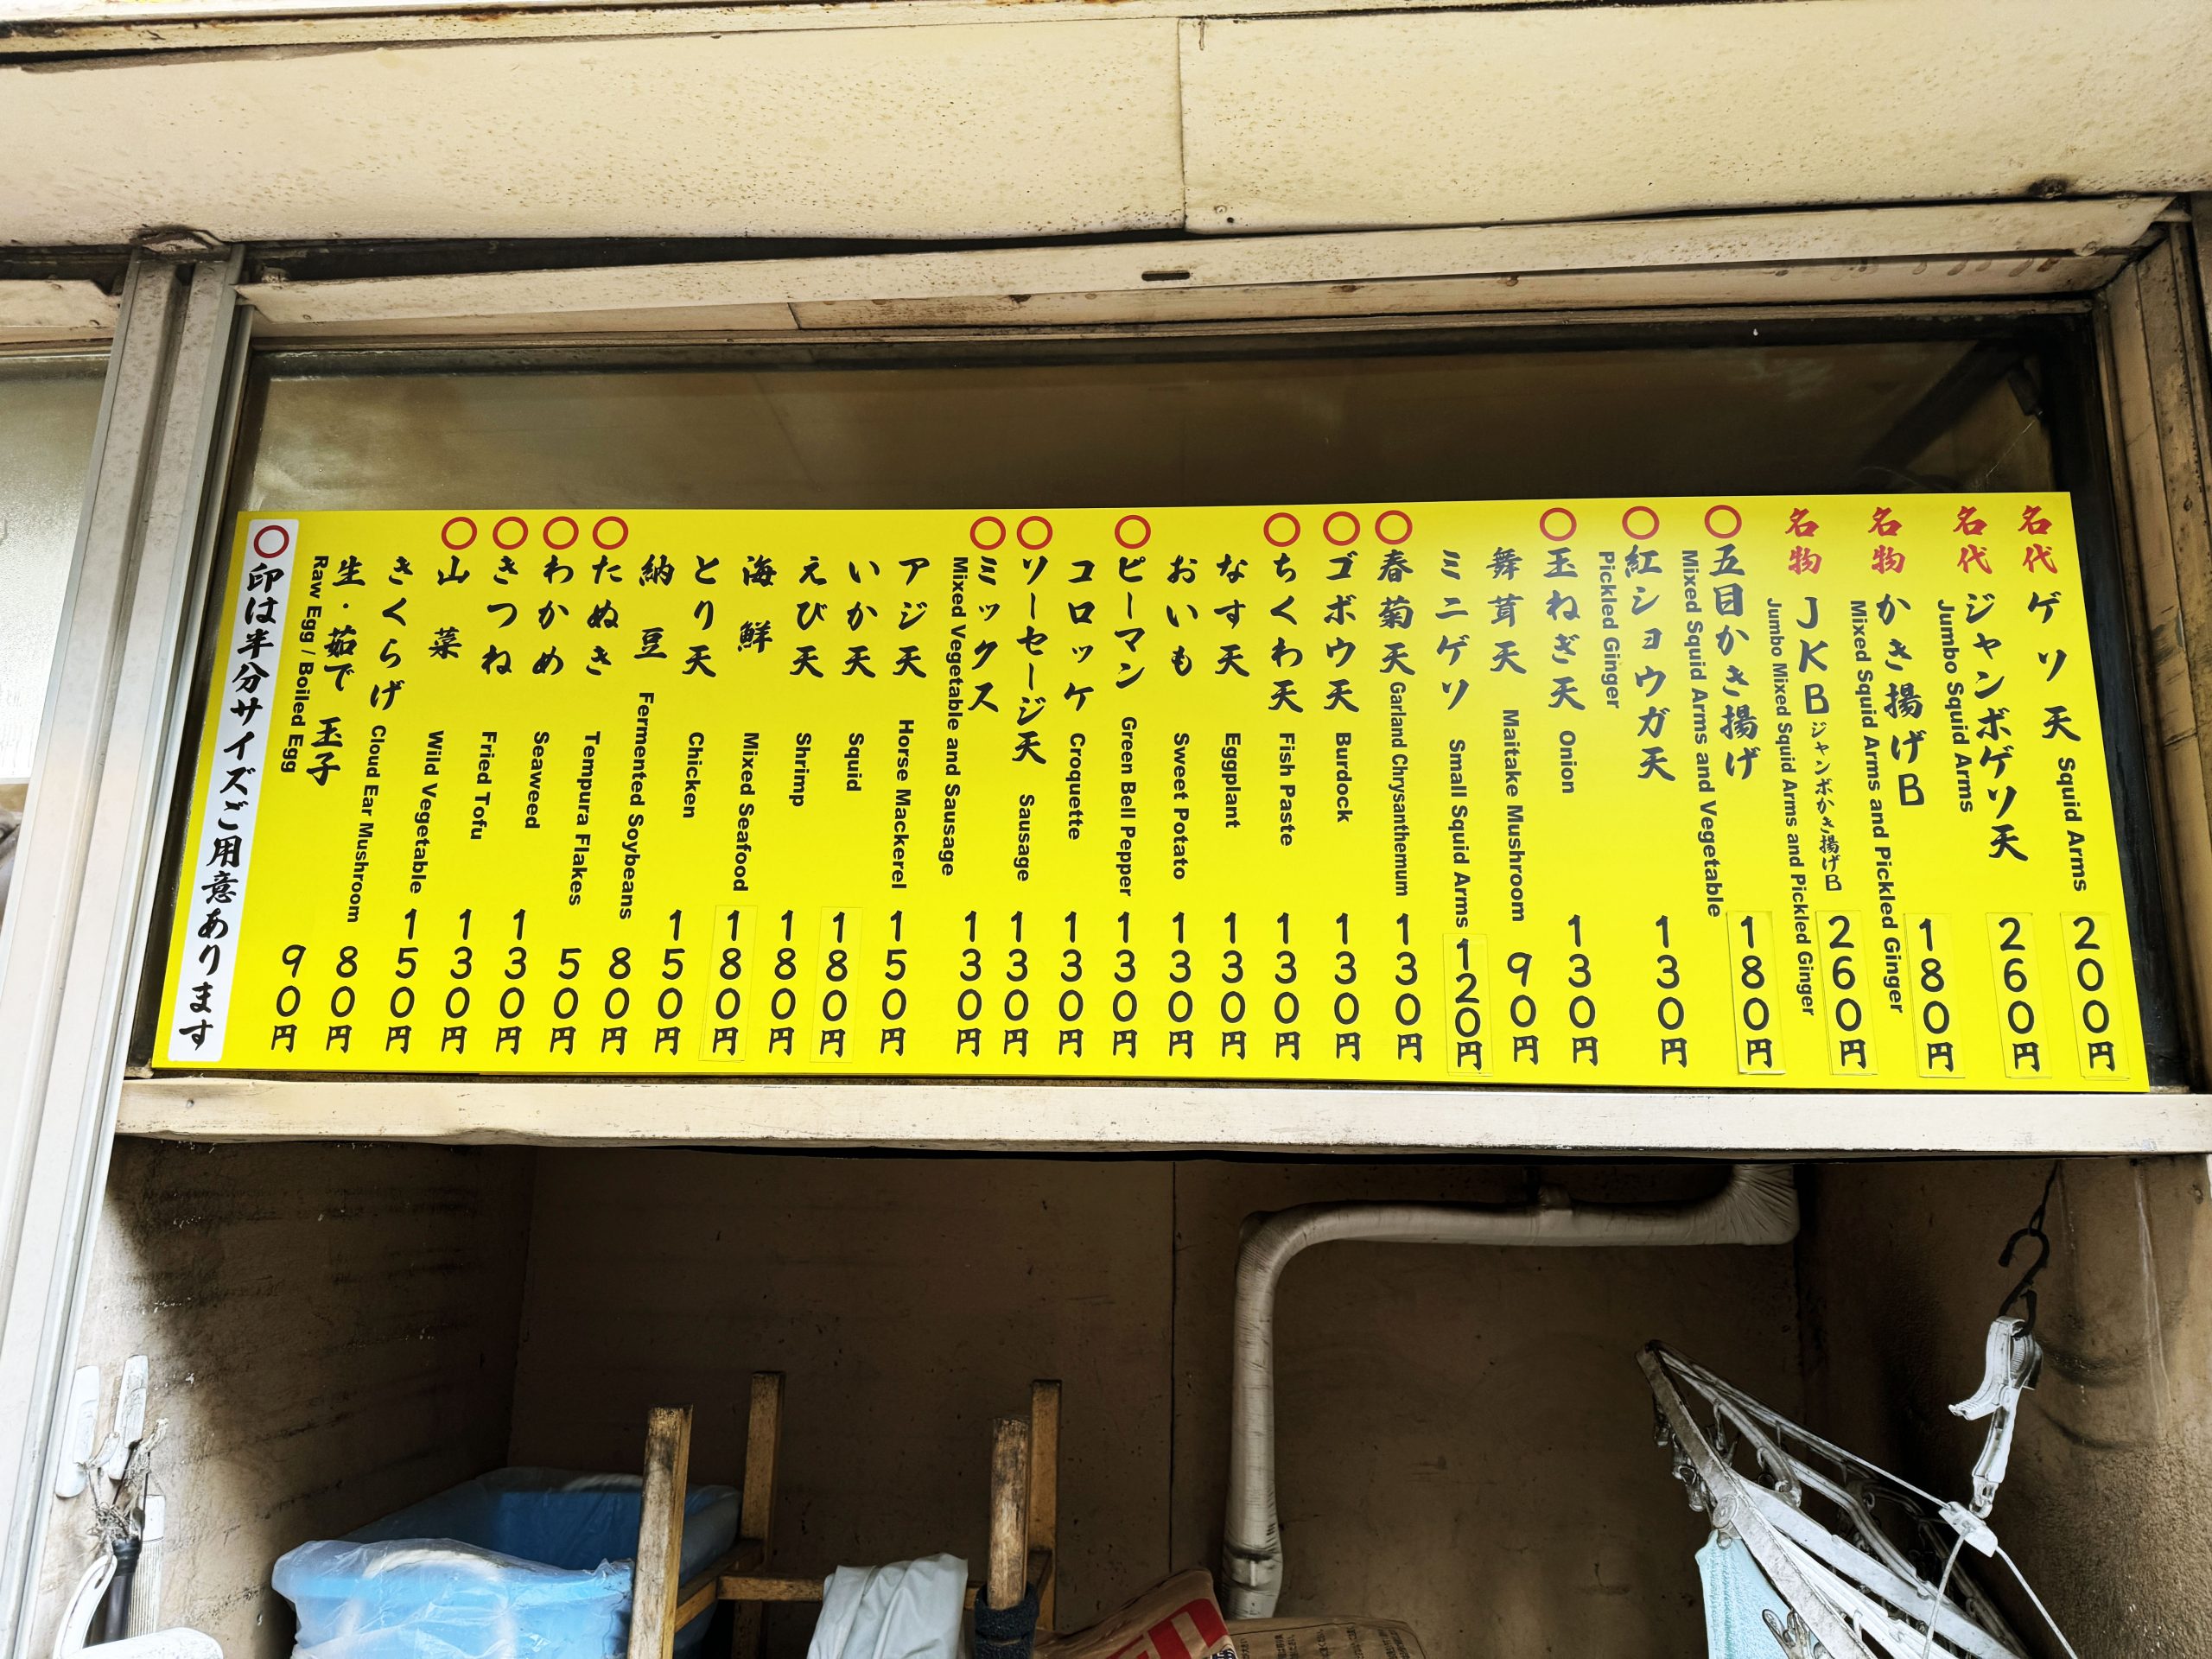 名代 ゲソ天 Squid Arms 200円
名代 ジャンボゲソ天 Jumbo Squid Arms 260円
名物 かき揚げB Mixed Squid Arms and Pickled Ginger 180円
名物 JKB ジャンボかき揚げB Jumbo Mixed Squid Arms and Pickled Ginger 260円
○ 五目かき揚げ Mixed Squid Arms and Vegetable 180円
○ 紅ショウガ天 Pickled Ginger 130円
○ 玉ねぎ天 Onion 130円
舞茸天 Maitake Mushroom 90円
ミニゲソ Small Squid Arms 120円
○ 春菊天 Garland Chrysanthemum 130円
○ ゴボウ天 Burdock 130円
○ ちくわ天 Fish Paste 130円
なす天 Eggplant 130円
おいも Sweet Potato 130円
○ ピーマン Green Bell Pepper 130円
コロッケ Croquette 130円
○ ソーセージ天 Sausage 130円
○ ミックス Mixed Vegetable and Sausage 130円
アジ天 Horse Mackerel 150円
いか天 Squid 180円
えび天 Shrimp 180円
海鮮 Mixed Seafood 180円
とり天 Chicken 150円
納豆 Fermented Soybeans 80円
○ たぬき Tempura Flakes 50円
○ わかめ Seaweed 130円
○ きつね Fried Tofu 130円
○ 山菜 Wild Vegetable 150円
きくらげ Cloud Ear Mushroom 80円
生・茹で玉子 Raw Egg / Boiled Egg 90円
○印は半分サイズご用意あります